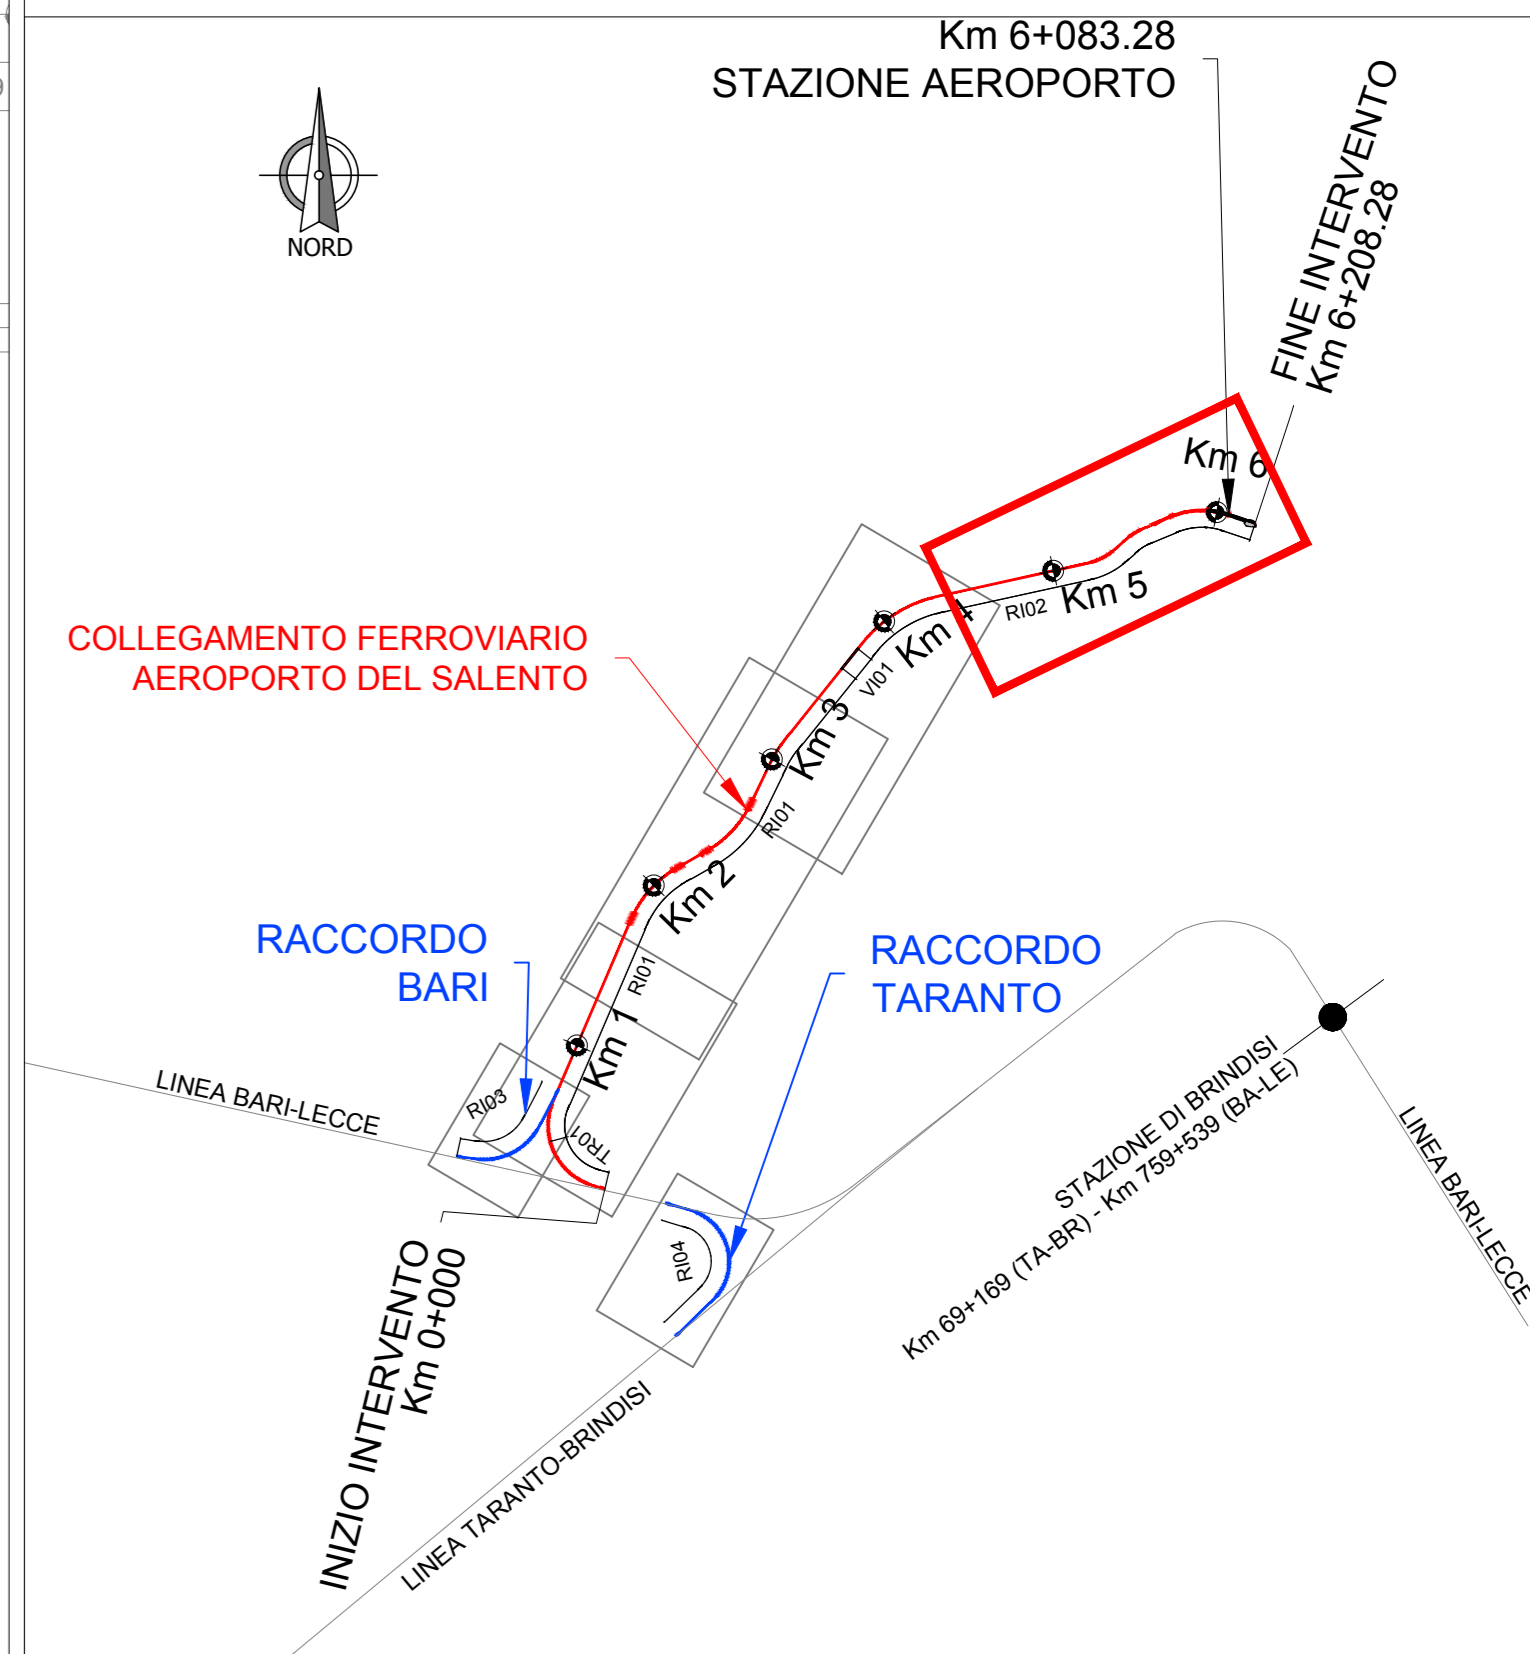 Km 6+083.28
STAZIONE AEROPORTO
NORD
FINE INTERVENTO
Km 6+208.28
Km 6
Km 5
RI02
Km 4
VI01
COLLEGAMENTO FERROVIARIO
AEROPORTO DEL SALENTO
Km 3
RI01
Km 2
RACCORDO
BARI
RACCORDO
TARANTO
RI01
Km 1
RI03
TR01
LINEA BARI-LECCE
STAZIONE DI BRINDISI
Km 69+169 (TA-BR) - Km 759+539 (BA-LE)
LINEA BARI-LECCE
RI04
INIZIO INTERVENTO
Km 0+000
LINEA TARANTO-BRINDISI